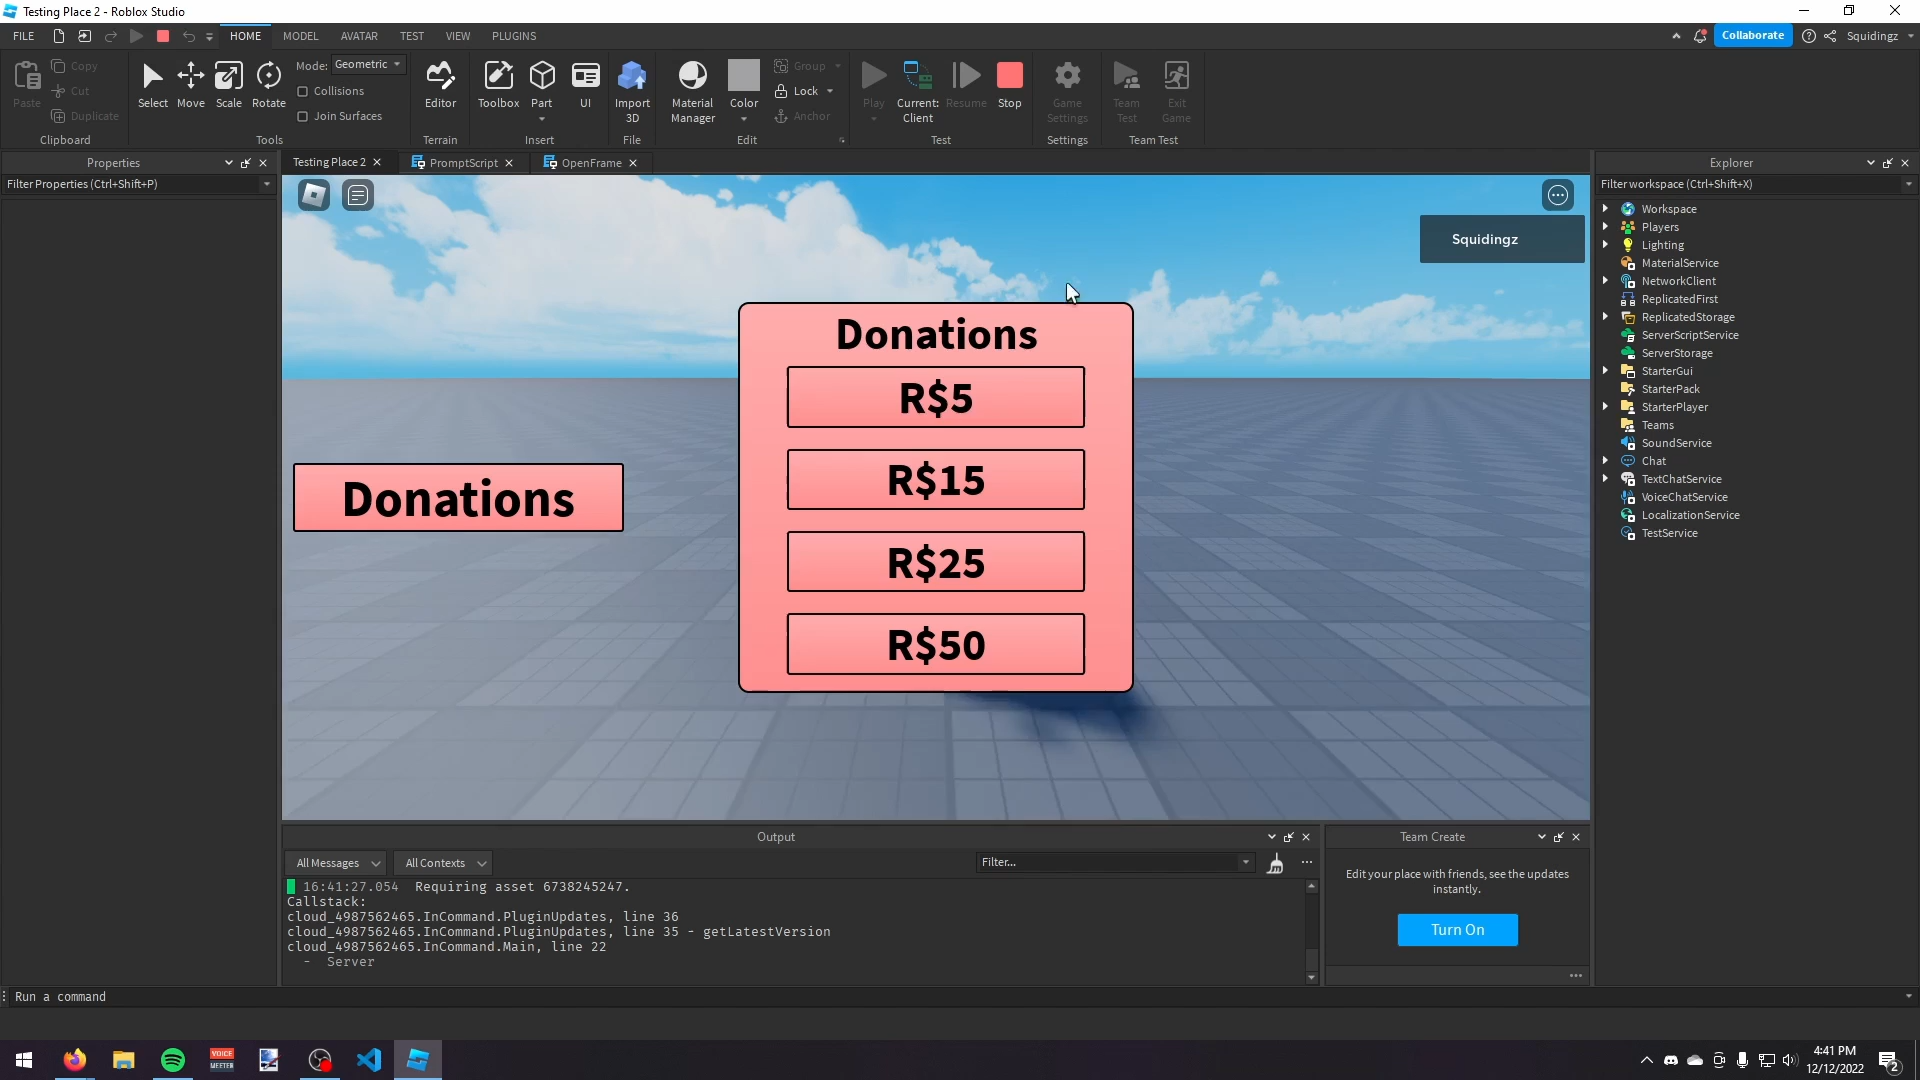 Testing Place 2 - Roblox Studio
FILE
HOME
MODEL
AVATAR
TEST
VIEW
PLUGINS
Collaborate
Squidingz
Paste
Copy
Cut
Duplicate
Clipboard
Select
Move
Scale
Rotate
Mode:
Geometric
Collisions
Join Surfaces
Tools
Editor
Terrain
Toolbox
Part
UI
Insert
Import
3D
File
Material
Manager
Color
Group
Lock
Anchor
Edit
Play
Current:
Client
Resume
Stop
Test
Game
Settings
Settings
Team
Test
Exit
Game
Team Test
Properties
Filter Properties (Ctrl+Shift+P)
Testing Place 2
PromptScript
OpenFrame
Squidingz
Donations
Donations
R$5
R$15
R$25
R$50
Explorer
Filter workspace (Ctrl+Shift+X)
Workspace
Players
Lighting
MaterialService
NetworkClient
ReplicatedFirst
ReplicatedStorage
ServerScriptService
ServerStorage
StarterGui
StarterPack
StarterPlayer
Teams
SoundService
Chat
TextChatService
VoiceChatService
LocalizationService
TestService
Output
All Messages
All Contexts
Filter...
16:41:27.054  Requiring asset 6738245247.
Callstack:
cloud_4987562465.InCommand.PluginUpdates, line 36
cloud_4987562465.InCommand.PluginUpdates, line 35 - getLatestVersion
cloud_4987562465.InCommand.Main, line 22
-  Server
Team Create
Edit your place with friends, see the updates
instantly.
Turn On
Run a command
VOICE
MEETER
4:41 PM
12/12/2022
2